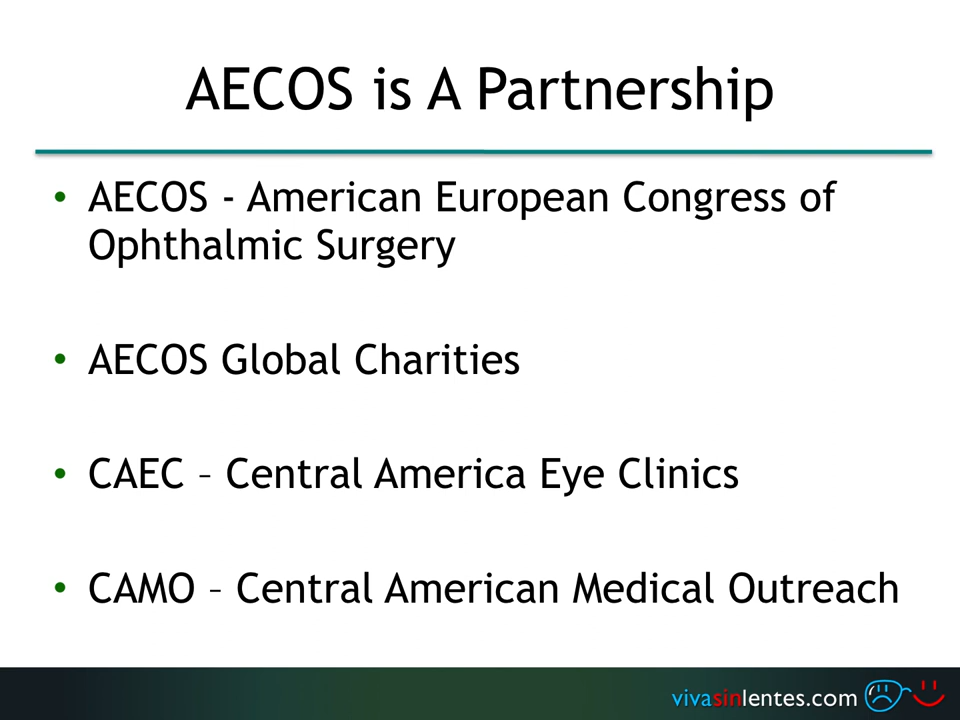 AECOS is A Partnership
• AECOS - American European Congress of
Ophthalmic Surgery
• AECOS Global Charities
• CAEC – Central America Eye Clinics
• CAMO – Central American Medical Outreach
vivasinlentes.com